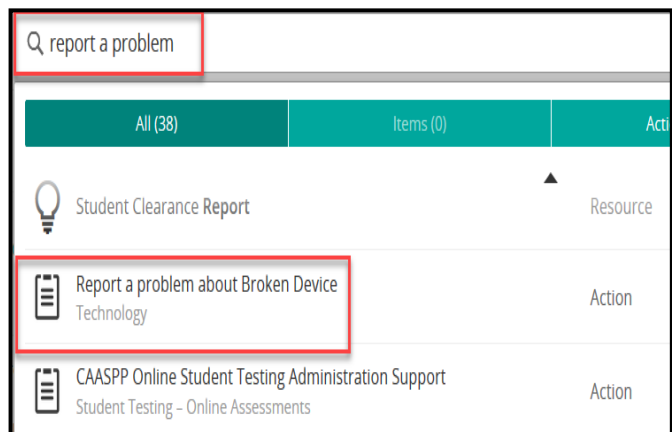 report a problem
All (38) Items (0) Acti
Student Clearance Report Resource
Report a problem about Broken Device
Technology
Action
CAASPP Online Student Testing Administration Support
Student Testing – Online Assessments
Action